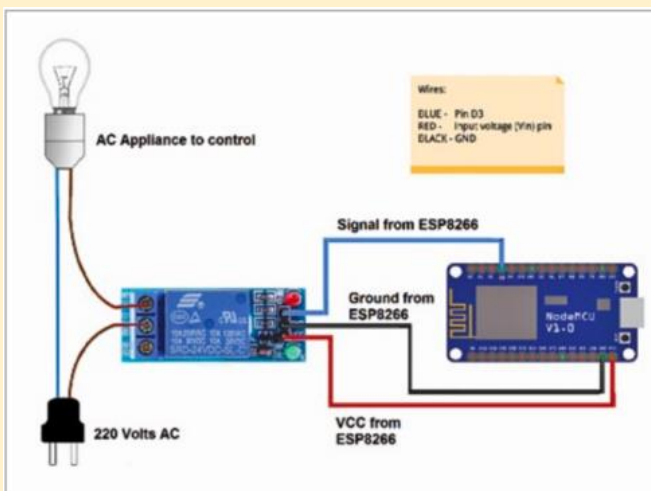 Wires:
BLUE - Pin D3
RED - Input voltage (Vin) pin
BLACK - GND
AC Appliance to control
Signal from ESP8266
Ground from
ESP8266
NodeMCU
V1.0
VCC from
ESP8266
220 Volts AC